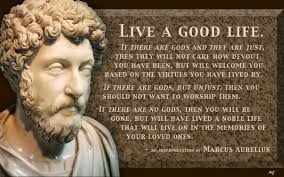 LIVE A GOOD LIFE.
IF THERE ARE GODS AND THEY ARE JUST,
THEN THEY WILL NOT CARE HOW DEVOUT
YOU HAVE BEEN, BUT WILL WELCOME YOU
BASED ON THE VIRTUES YOU HAVE LIVED BY.
IF THERE ARE GODS, BUT UNJUST, THEN YOU
SHOULD NOT WANT TO WORSHIP THEM.
IF THERE ARE NO GODS, THEN YOU WILL BE
GONE, BUT WILL HAVE LIVED A NOBLE LIFE
THAT WILL LIVE ON IN THE MEMORIES OF
YOUR LOVED ONES.
~ RE-INTERPRETATION OF MARCUS AURELIUS